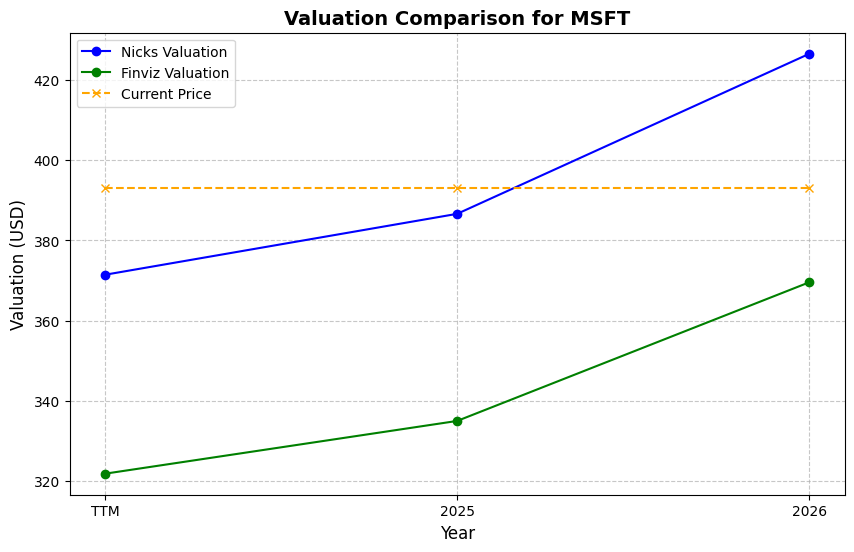 Valuation Comparison for MSFT
Nicks Valuation
Finviz Valuation
Current Price
Valuation (USD)
420
400
380
360
340
320
TTM
2025
2026
Year